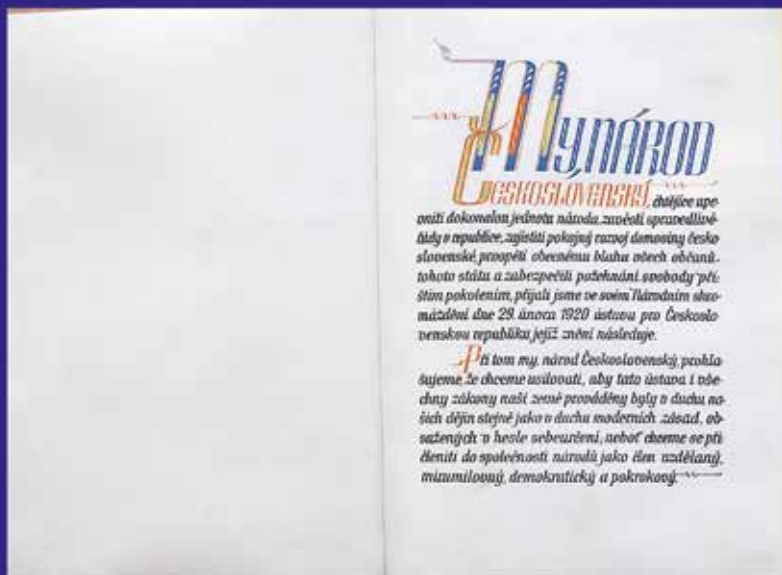 My, národ
Československý, chtějíce upe
vniti dokonalou jednotu národa, zavésti spravedlivé
řády v republice, zajistiti pokojný rozvoj domoviny česko
slovenské, prospěti obecnému blahu všech občanů
tohoto státu a zabezpečiti požehnání svobody pří-
štím pokolením, přijali jsme ve svém Národním shro
máždění dne 29. února 1920 ústavu pro Českoslo
venskou republiku jejíž znění následuje.
Při tom my, národ Československý, prohla
šujeme, že chceme usilovati, aby tato ústava i vše
chny zákony naší země prováděny byly v duchu na
šich dějin stejně jako v duchu moderních zásad, ob-
sažených v hesle sebeurčení, neboť chceme se při
členiti do společnosti národů jako člen vzdělaný,
mírumilovný, demokratický a pokrokový.